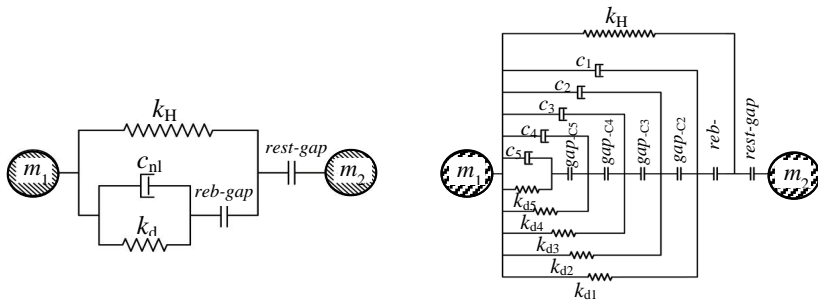 k_H
c_nl
m_1
m_2
rest-gap
reb-gap
k_d
k_H
c_1
c_2
c_3
c_4
c_5
gap-C5
gap-C4
gap-C3
gap-C2
reb-
rest-gap
m_1
m_2
k_d5
k_d4
k_d3
k_d2
k_d1